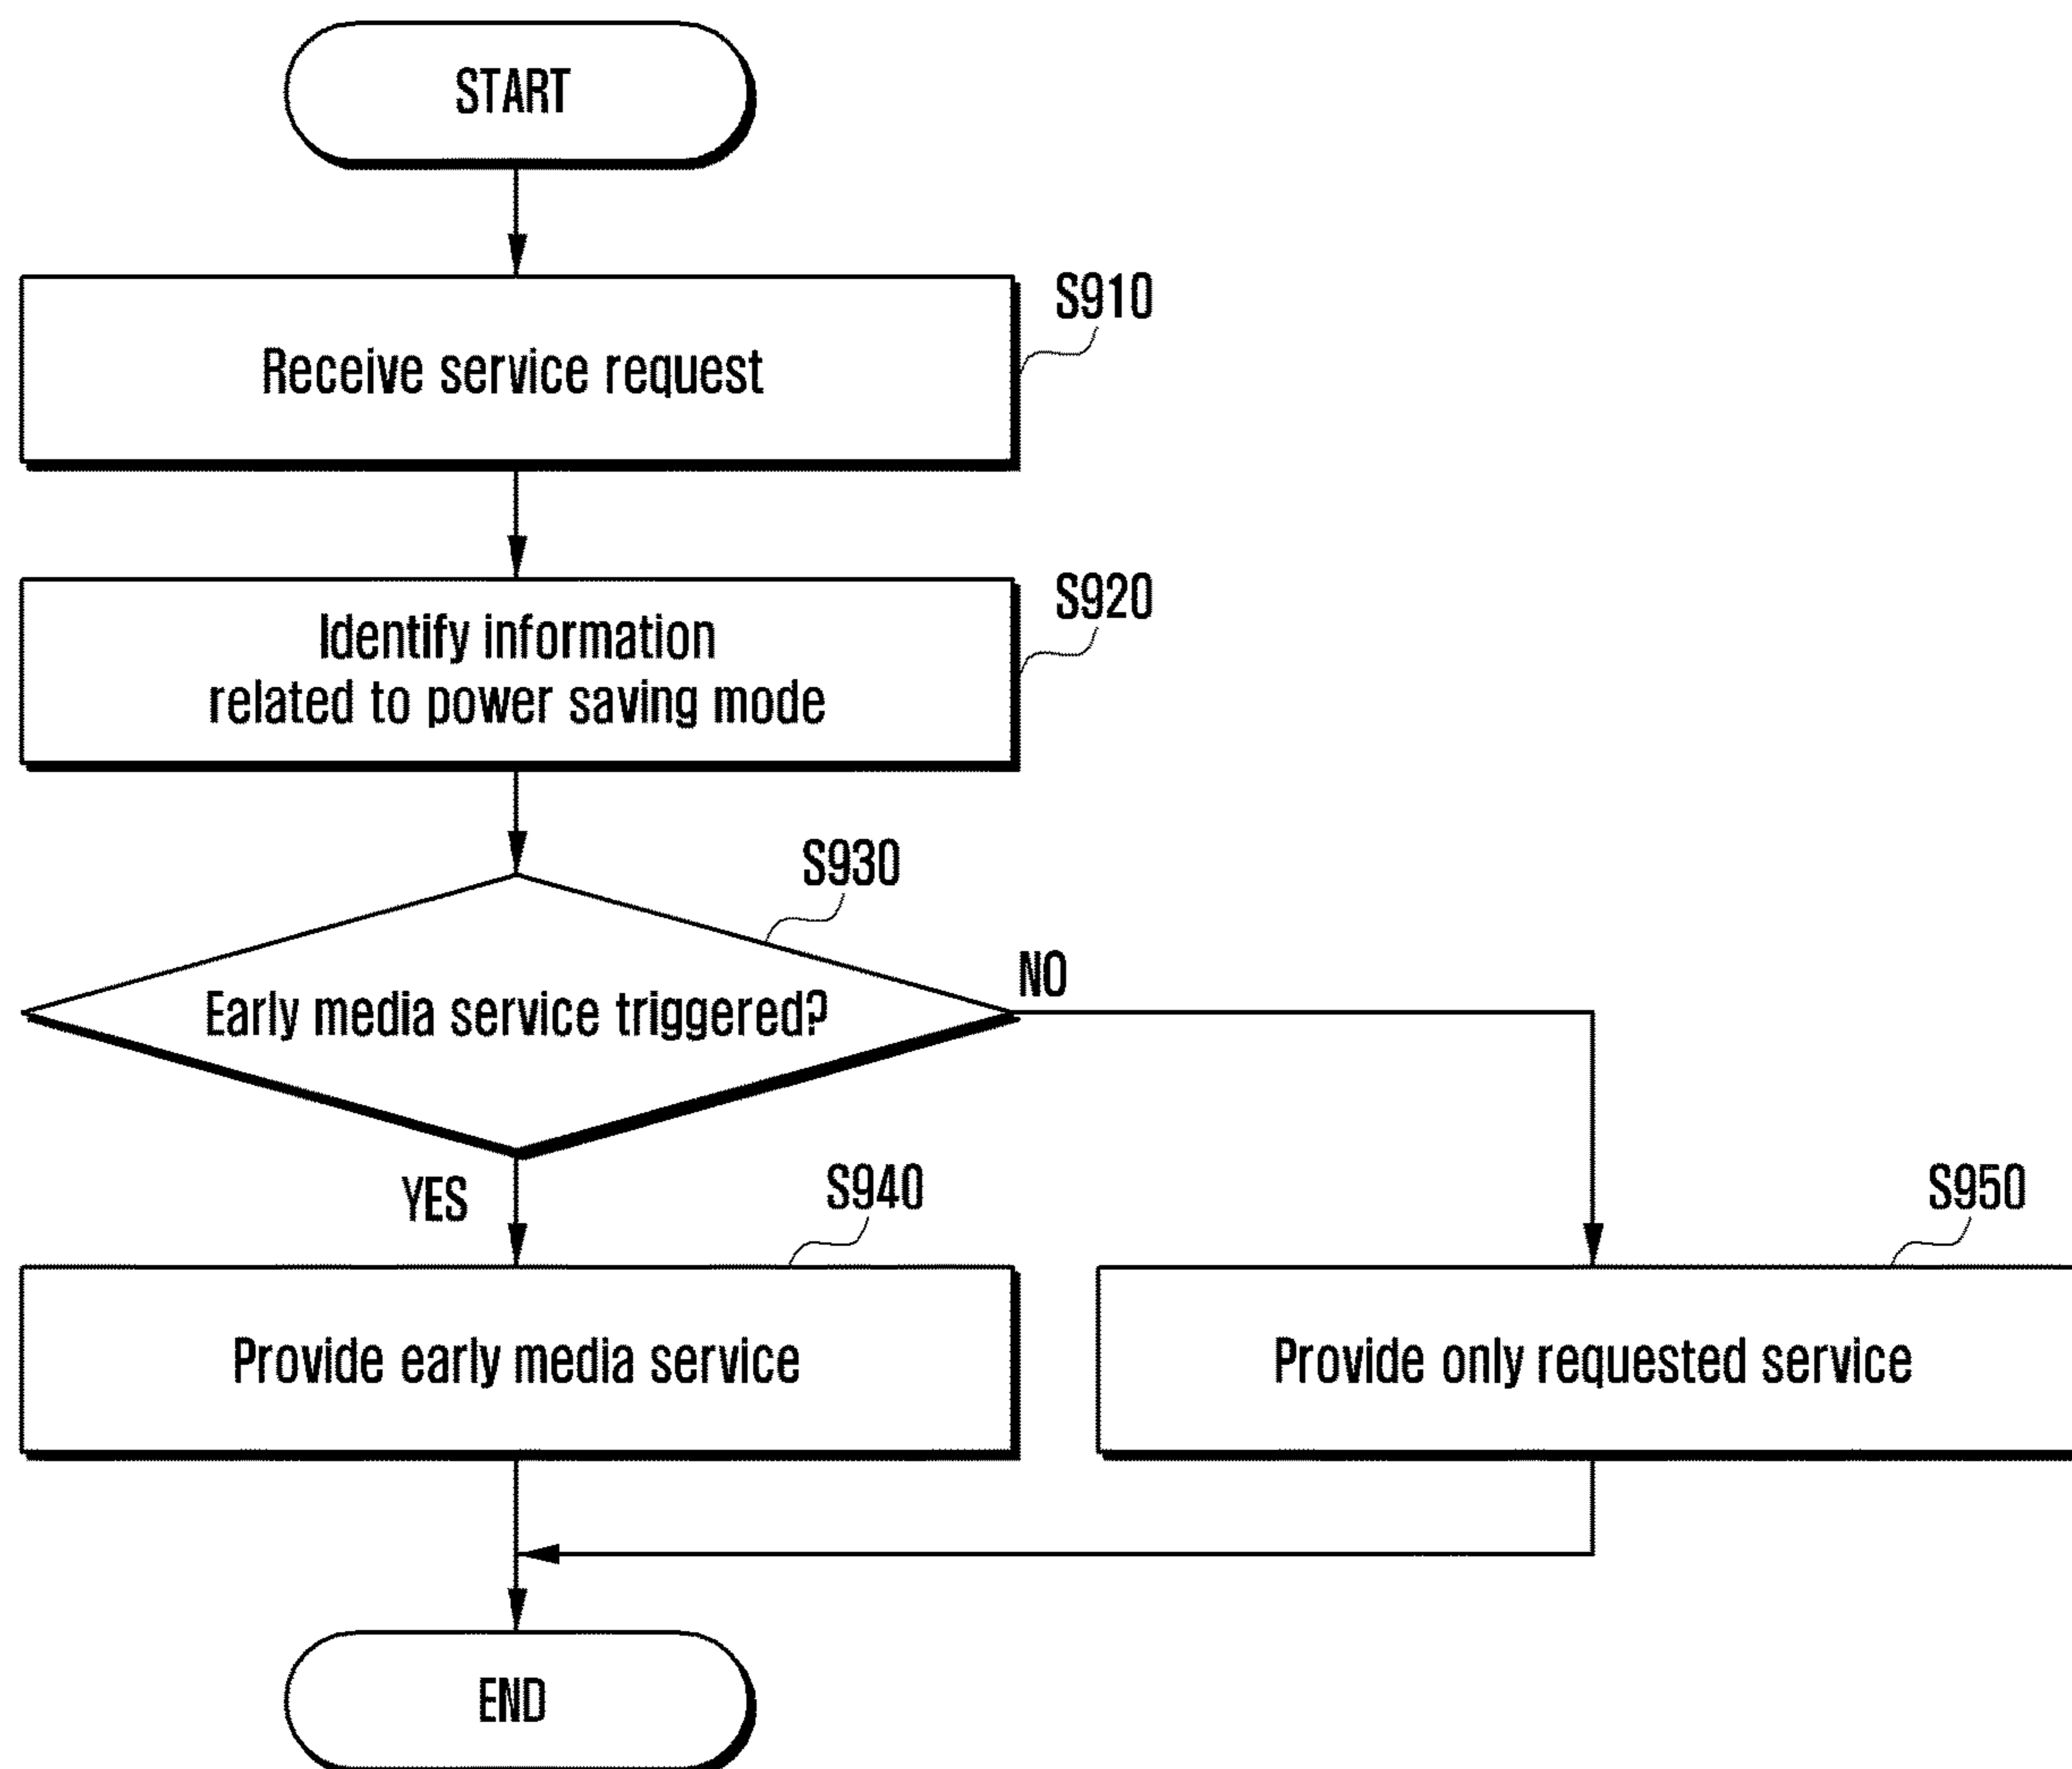 START
Receive service request
S910
Identify information
related to power saving mode
S920
S930
Early media service triggered?
NO
YES
S940
Provide early media service
S950
Provide only requested service
END